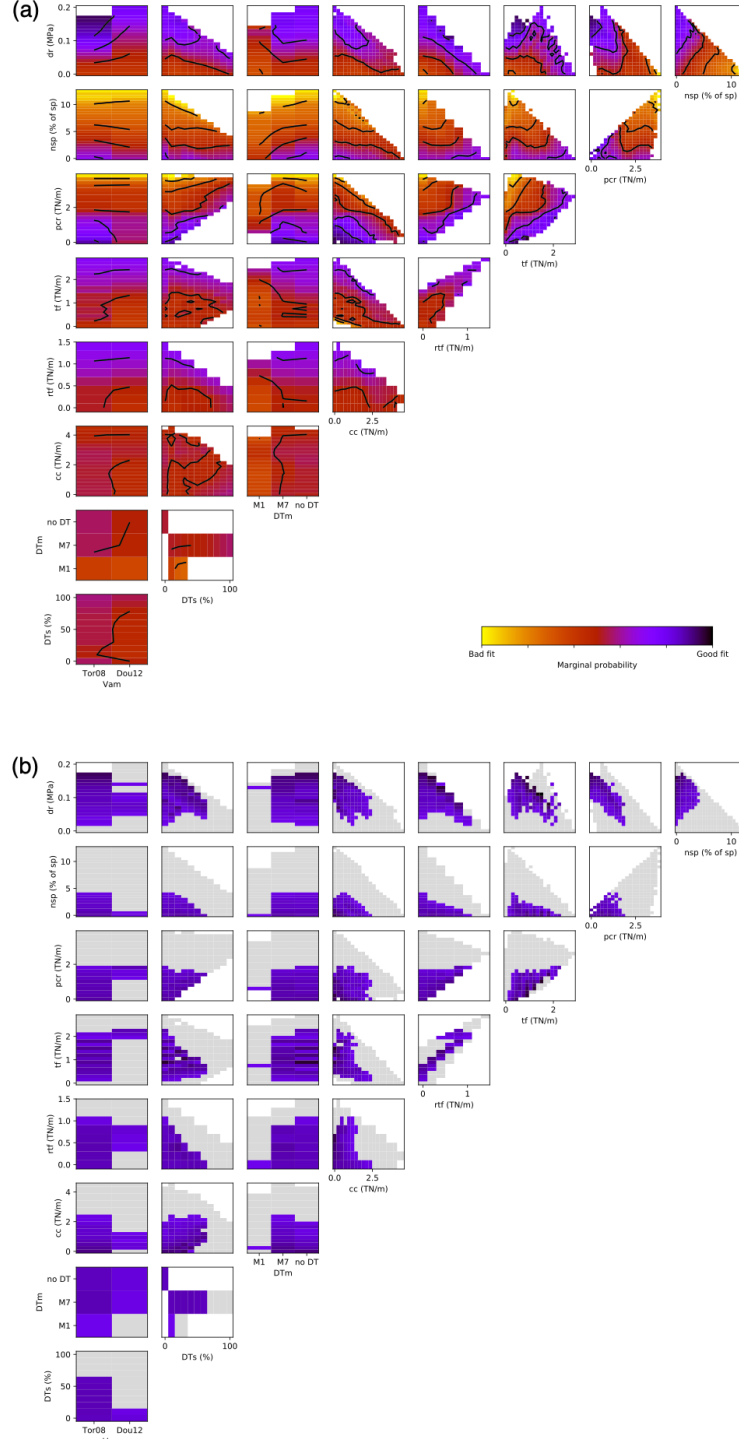 (a)
dr (MPa)
0.2
0.1
0.0
0
10
nsp (% of sp)
nsp (% of sp)
10
5
0
0.0
2.5
pcr (TN/m)
pcr (TN/m)
2
0
0
2
tf (TN/m)
tf (TN/m)
2
1
0
0
1
rtf (TN/m)
rtf (TN/m)
1.5
1.0
0.5
0.0
0.0
2.5
cc (TN/m)
cc (TN/m)
4
2
0
M1
M7
no DT
DTm
DTm
no DT
M7
M1
0
100
DTs (%)
DTs (%)
100
50
0
Tor08
Dou12
Vam
Bad fit
Good fit
Marginal probability
(b)
dr (MPa)
0.2
0.1
0.0
0
10
nsp (% of sp)
nsp (% of sp)
10
5
0
0.0
2.5
pcr (TN/m)
pcr (TN/m)
2
0
0
2
tf (TN/m)
tf (TN/m)
2
1
0
0
1
rtf (TN/m)
rtf (TN/m)
1.5
1.0
0.5
0.0
0.0
2.5
cc (TN/m)
cc (TN/m)
4
2
0
M1
M7
no DT
DTm
DTm
no DT
M7
M1
0
100
DTs (%)
DTs (%)
100
50
0
Tor08
Dou12